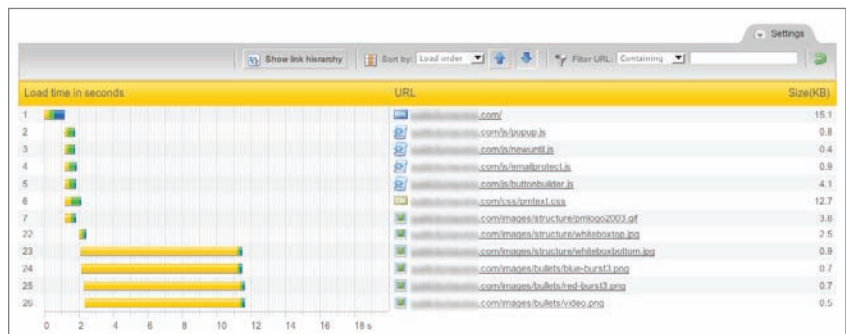 Settings
Show link hierarchy Sort by: Load order Filter URL: Containing
Load time in seconds URL Size(KB)
1 .com/ 15.1
2 .com/js/popup.js 0.8
3 .com/js/newutil.js 0.4
4 .com/js/emailprotect.js 0.9
5 .com/js/buttonbuilder.js 4.1
6 .com/css/pmtext.css 12.7
7 .com/images/structure/pmlogo2003.gif 3.8
22 .com/images/structure/whiteboxtop.jpg 2.5
23 .com/images/structure/whiteboxbottom.jpg 0.9
24 .com/images/bullets/blue-burst3.png 0.7
25 .com/images/bullets/red-burst3.png 0.7
26 .com/images/bullets/video.png 0.5
0 2 4 6 8 10 12 14 16 18 s